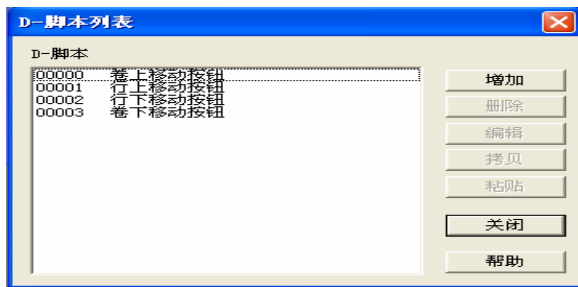 D-脚本列表
D-脚本
00000 卷上移动按钮
00001 行上移动按钮
00002 行下移动按钮
00003 卷下移动按钮
增加
删除
编辑
拷贝
粘贴
关闭
帮助